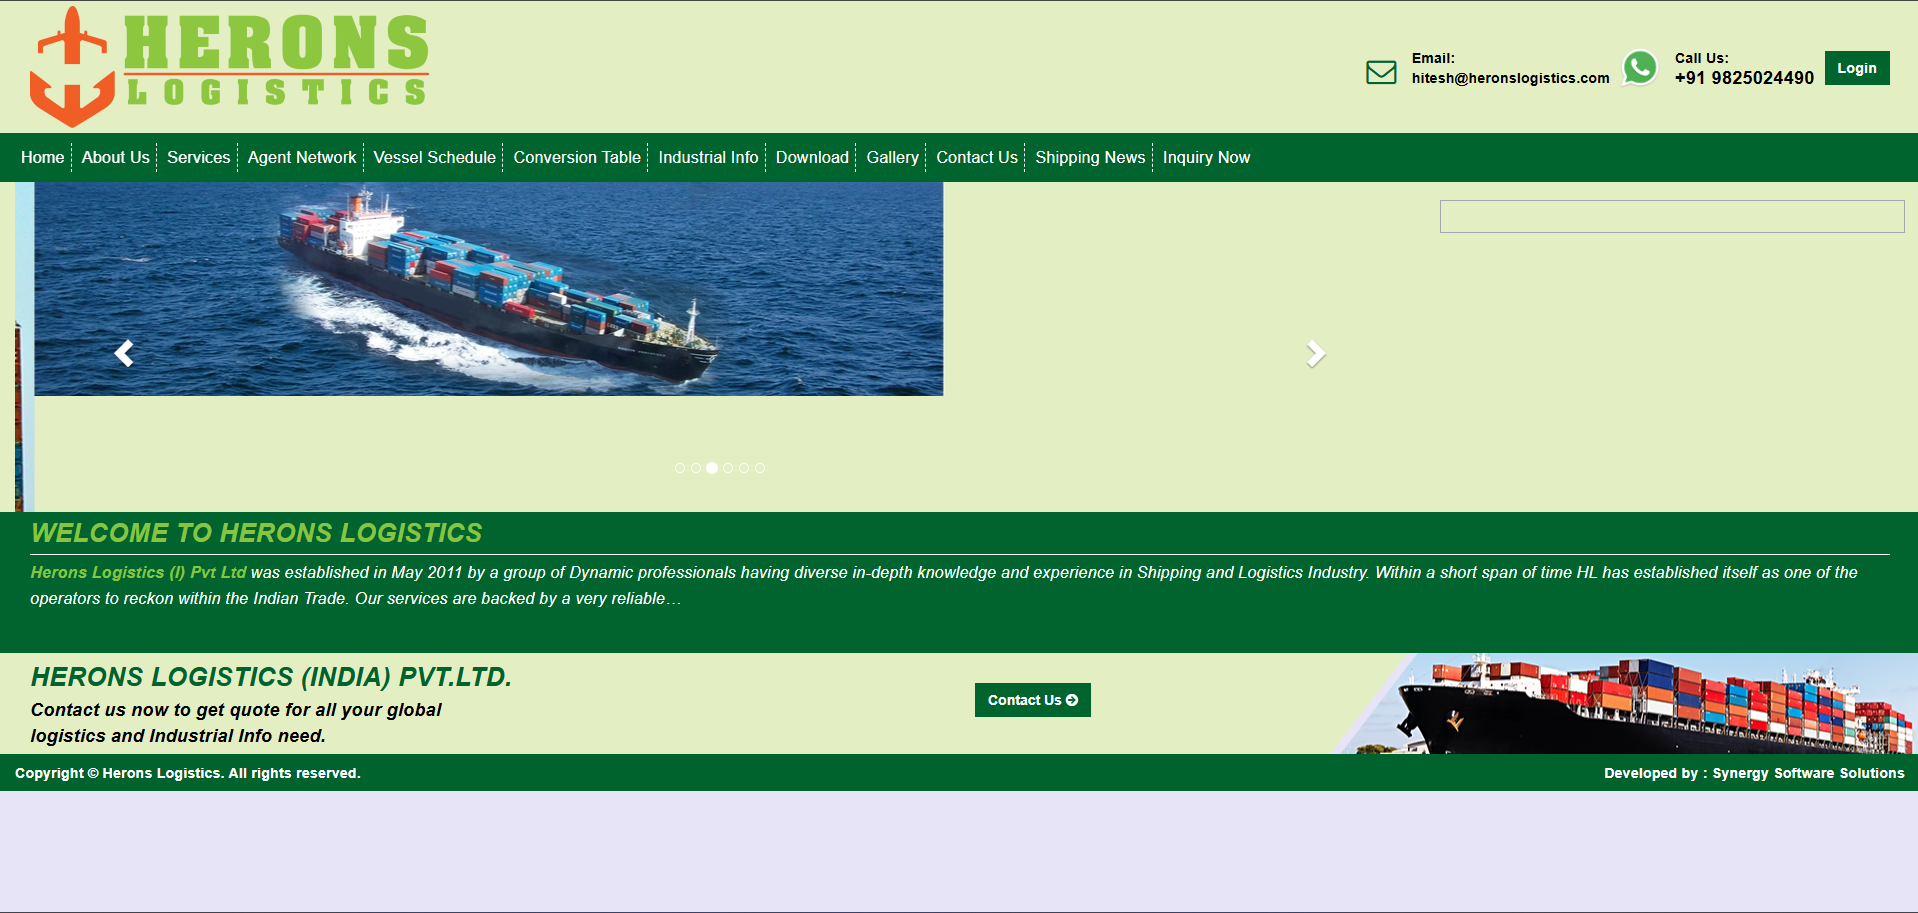 HERONS
LOGISTICS
Email:
hitesh@heronslogistics.com
Call Us:
+91 9825024490
Login
Home
About Us
Services
Agent Network
Vessel Schedule
Conversion Table
Industrial Info
Download
Gallery
Contact Us
Shipping News
Inquiry Now
WELCOME TO HERONS LOGISTICS
Herons Logistics (I) Pvt Ltd was established in May 2011 by a group of Dynamic professionals having diverse in-depth knowledge and experience in Shipping and Logistics Industry. Within a short span of time HL has established itself as one of the
operators to reckon within the Indian Trade. Our services are backed by a very reliable…
HERONS LOGISTICS (INDIA) PVT.LTD.
Contact us now to get quote for all your global
logistics and Industrial Info need.
Contact Us
Copyright © Herons Logistics. All rights reserved.
Developed by : Synergy Software Solutions